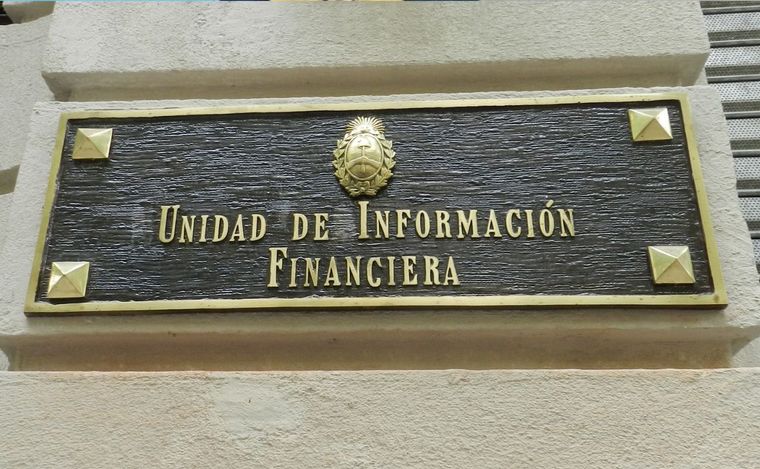 Unidad de Información
Financiera